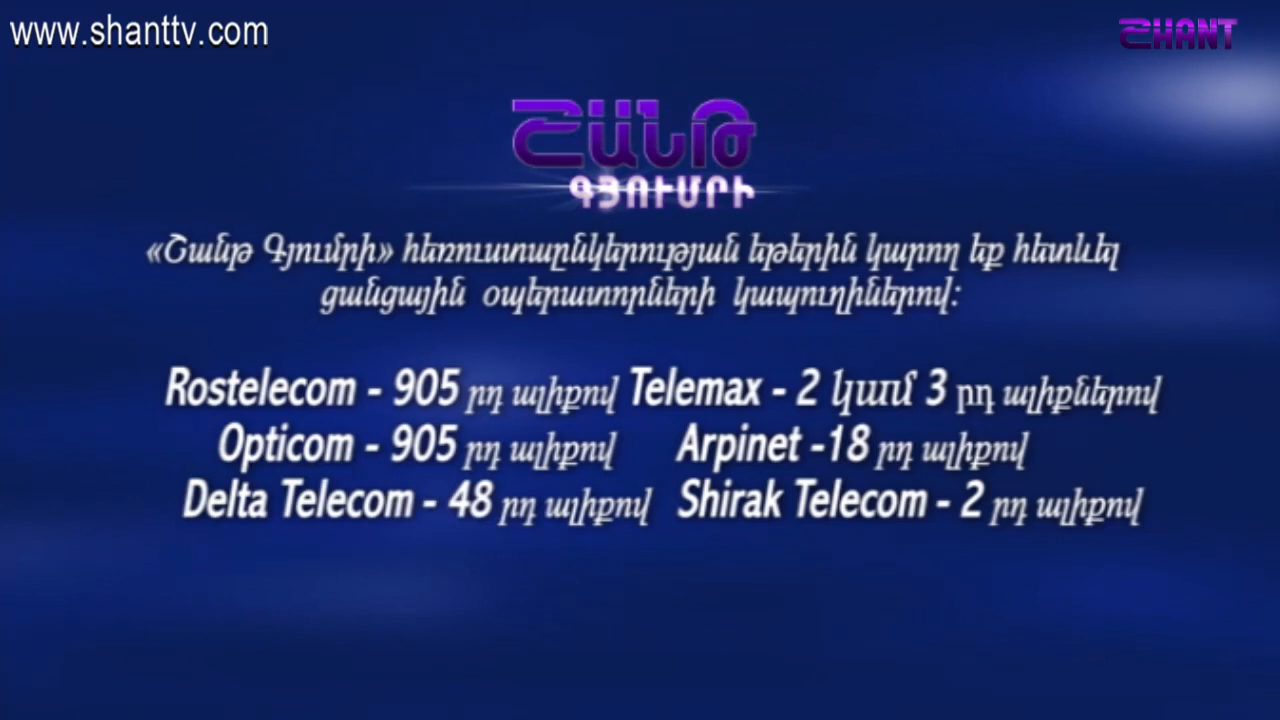 www.shanttv.com
SHANT
ՇԱՆԹ
ԳՅՈՒՄՐԻ
«Շանթ Գյումրի» հեռուստաընկերության եթերին կարող եք հետևել
ցանցային օպերատորների կապուղիներով:
Rostelecom - 905 րդ ալիքով Telemax - 2 կամ 3 րդ ալիքներով
Opticom - 905 րդ ալիքով Arpinet -18 րդ ալիքով
Delta Telecom - 48 րդ ալիքով Shirak Telecom - 2 րդ ալիքով